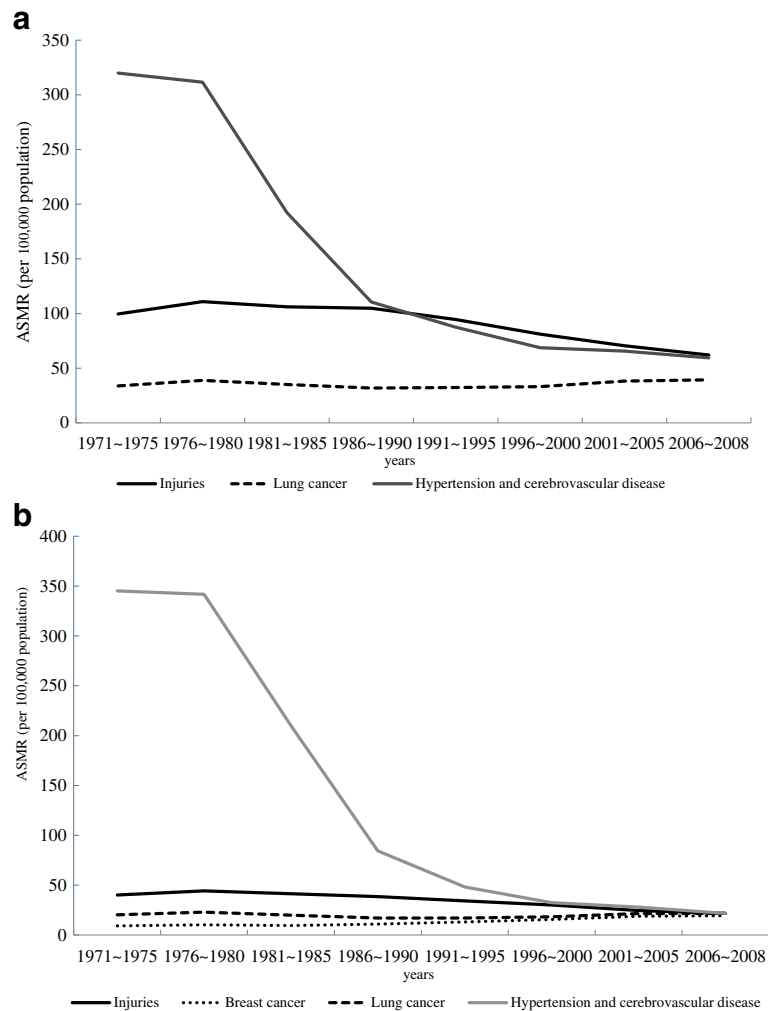 a
350
300
250
200
150
100
50
0
ASMR (per 100,000 population)
1971~1975 1976~1980 1981~1985 1986~1990 1991~1995 1996~2000 2001~2005 2006~2008
years
Injuries Lung cancer Hypertension and cerebrovascular disease
b
400
350
300
250
200
150
100
50
0
ASMR (per 100,000 population)
1971~1975 1976~1980 1981~1985 1986~1990 1991~1995 1996~2000 2001~2005 2006~2008
years
Injuries Breast cancer Lung cancer Hypertension and cerebrovascular disease